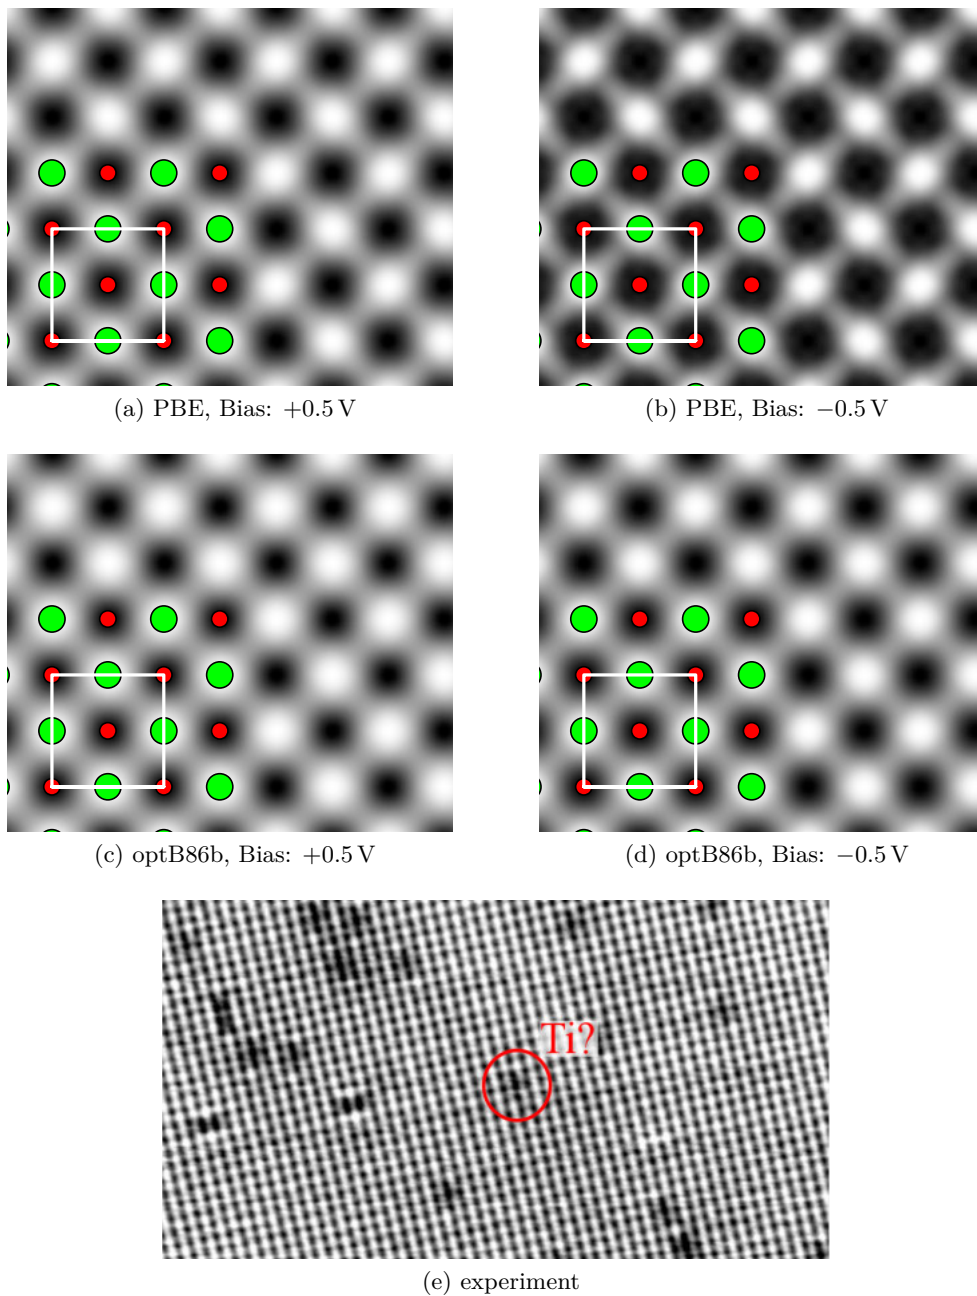 (a) PBE, Bias: +0.5 V
(b) PBE, Bias: −0.5 V
(c) optB86b, Bias: +0.5 V
(d) optB86b, Bias: −0.5 V
Ti?
(e) experiment